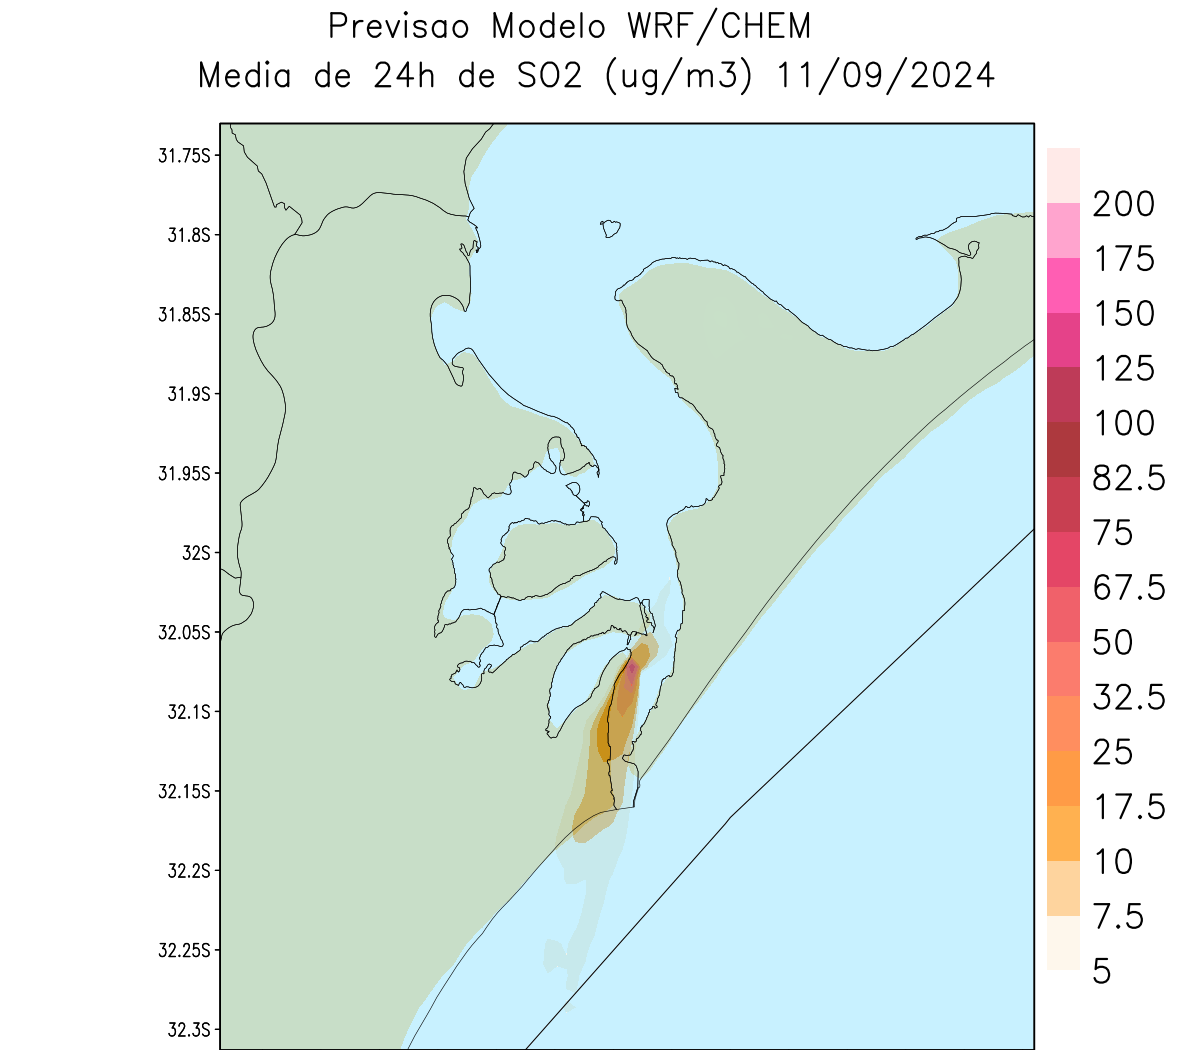 Previsao Modelo WRF/CHEM
Media de 24h de SO2 (ug/m3) 11/09/2024
31.75S
31.8S
31.85S
31.9S
31.95S
32S
32.05S
32.1S
32.15S
32.2S
32.25S
32.3S
200
175
150
125
100
82.5
75
67.5
50
32.5
25
17.5
10
7.5
5